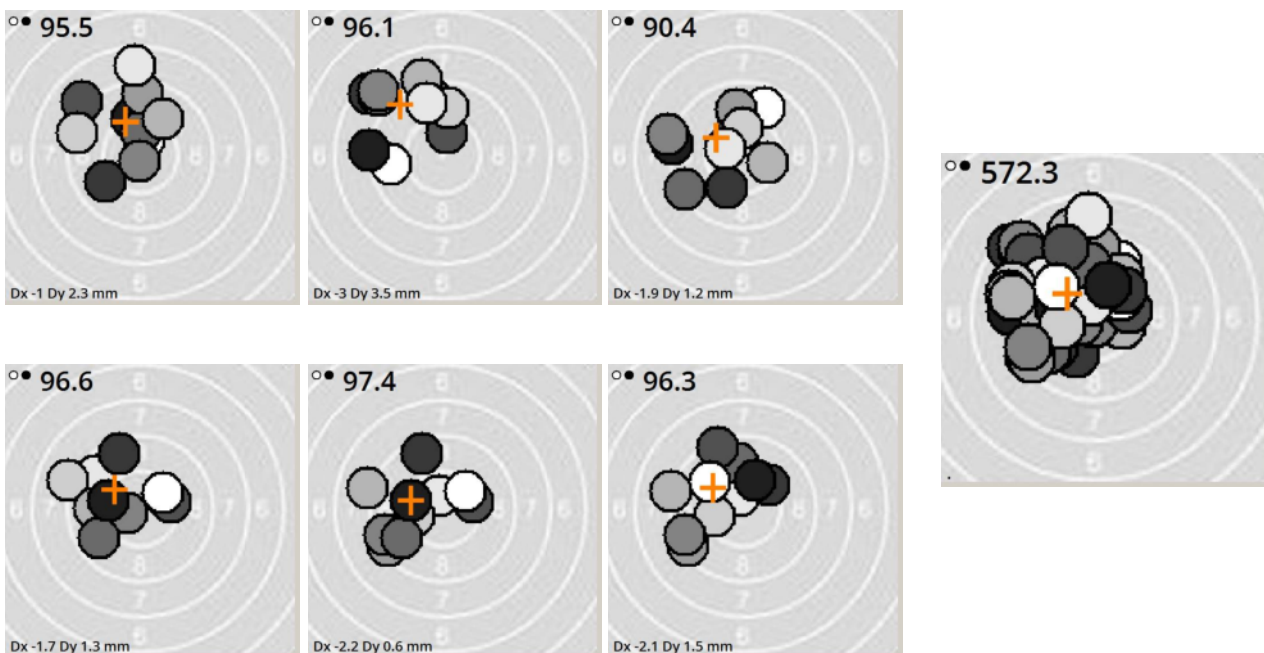 95.5
Dx -1 Dy 2.3 mm
96.1
Dx -3 Dy 3.5 mm
90.4
Dx -1.9 Dy 1.2 mm
572.3
96.6
Dx -1.7 Dy 1.3 mm
97.4
Dx -2.2 Dy 0.6 mm
96.3
Dx -2.1 Dy 1.5 mm